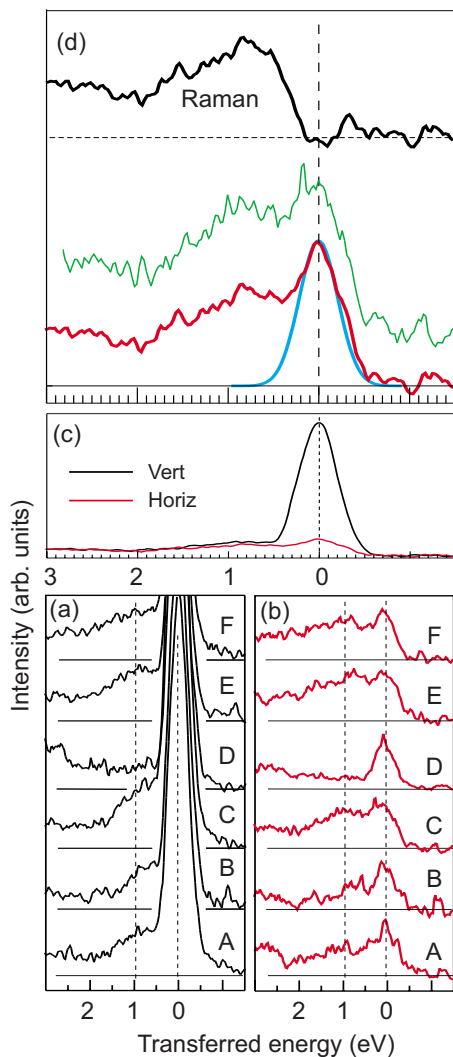 (d)
Raman
(c)
Vert
Horiz
3 2 1 0
Intensity (arb. units)
(a) (b)
F F
E E
D D
C C
B B
A A
2 1 0 2 1 0
Transferred energy (eV)